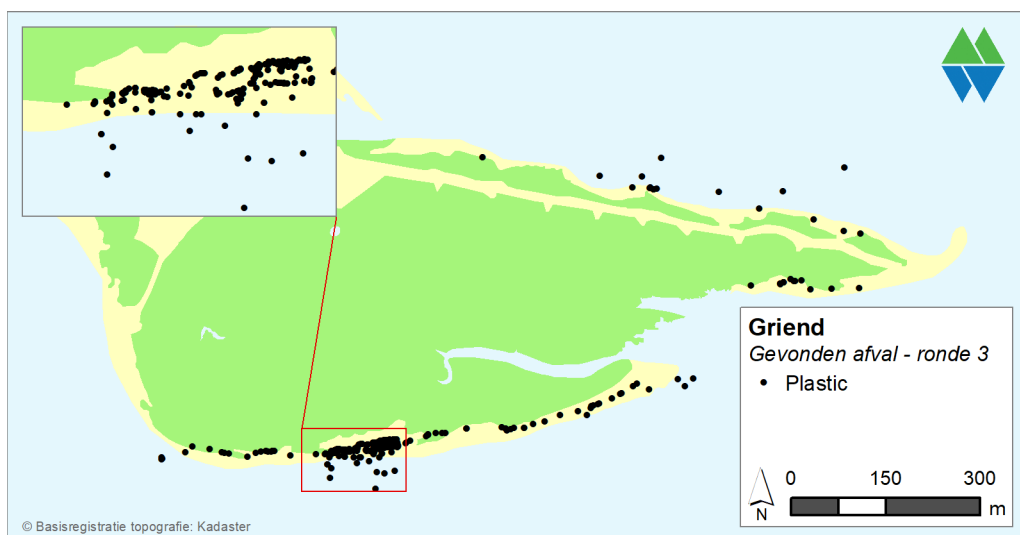 Griend
Gevonden afval - ronde 3
Plastic
N
0 150 300
m
© Basisregistratie topografie: Kadaster